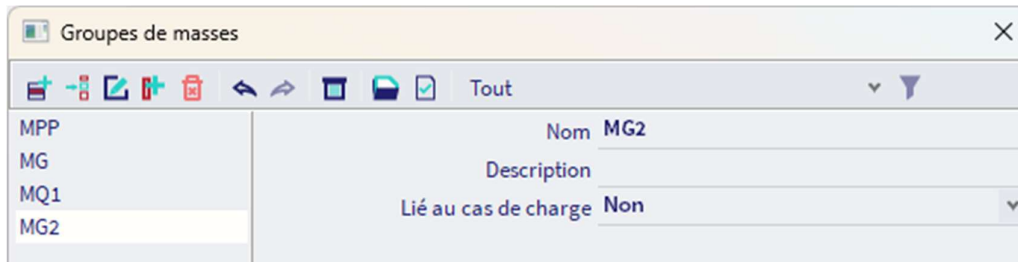 Groupes de masses
Tout
MPP
MG
MQ1
MG2
Nom MG2
Description
Lié au cas de charge Non